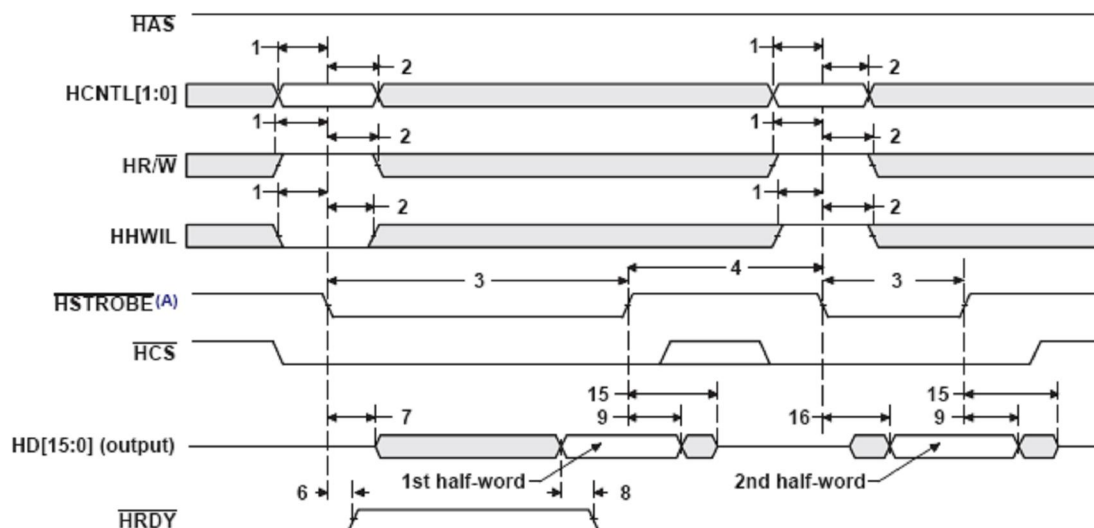 HAS
1
2
1
2
HCNTL[1:0]
1
2
1
2
HR/W
1
2
1
2
HHWIL
3
4
3
HSTROBE(A)
HCS
15
15
7
9
16
9
HD[15:0] (output)
1st half-word
2nd half-word
6
8
HRDY